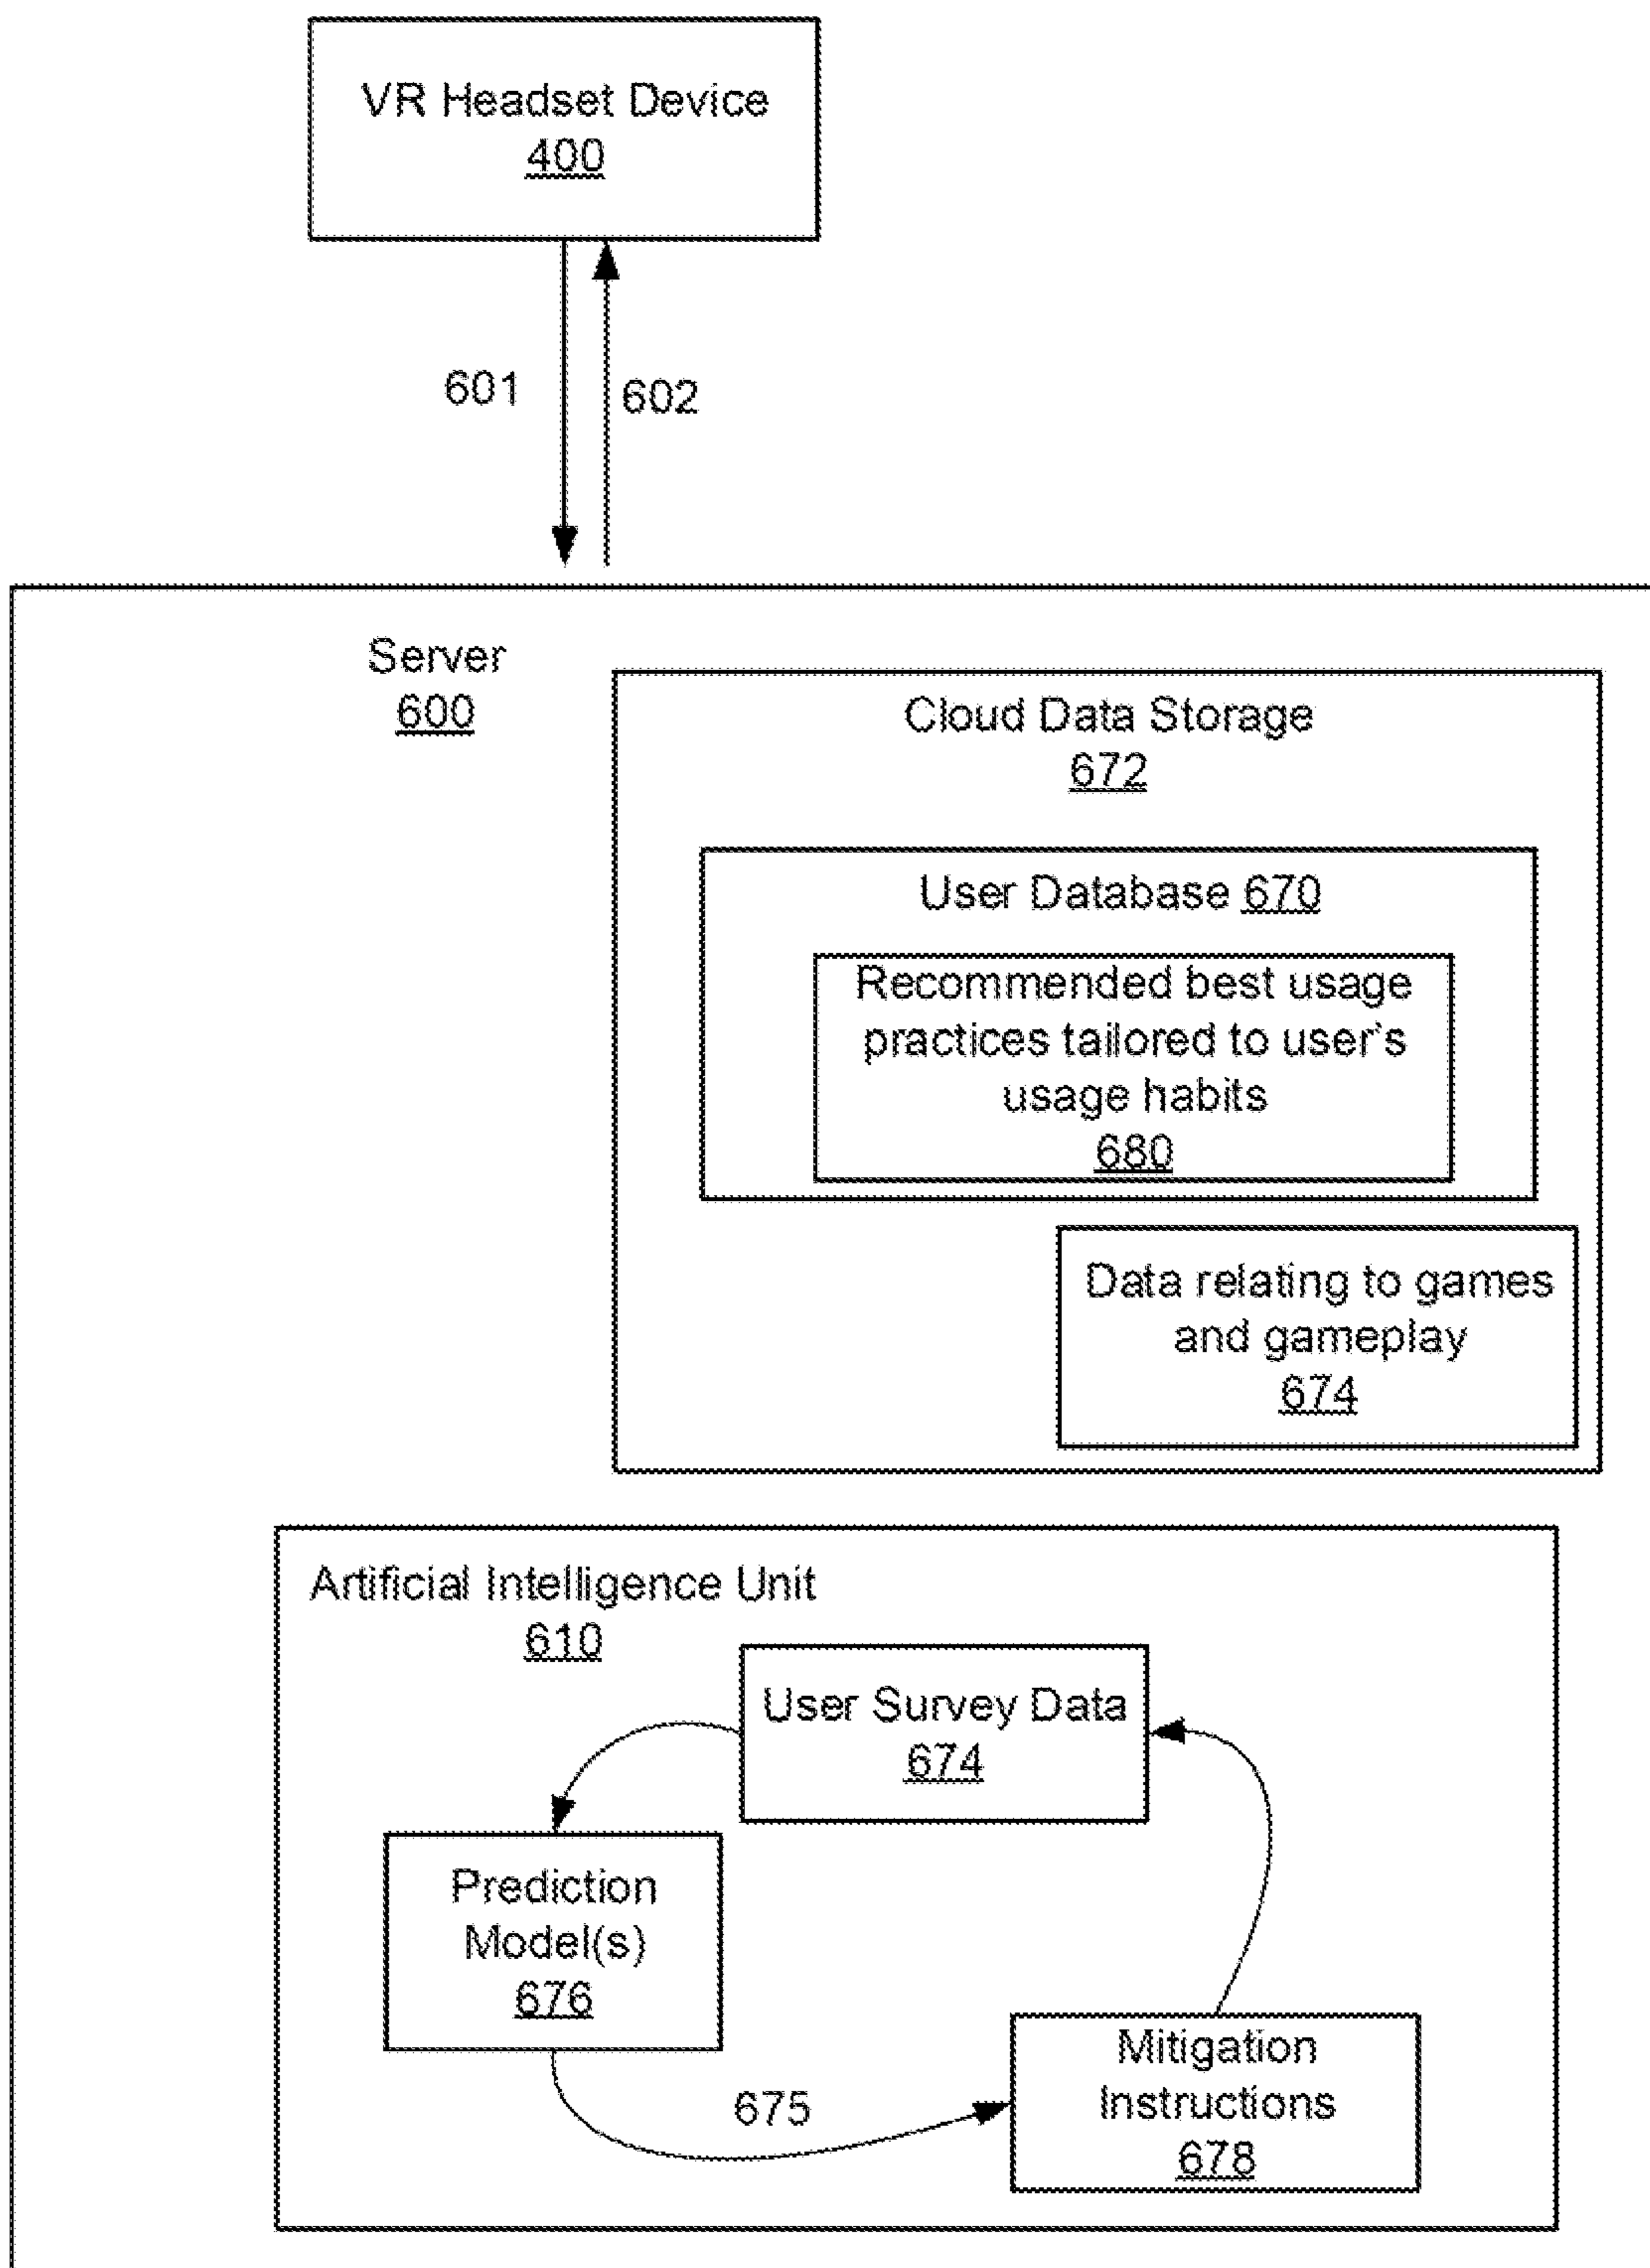 VR Headset Device
400
601
602
Server
600
Cloud Data Storage
672
User Database 670
Recommended best usage
practices tailored to user's
usage habits
680
Data relating to games
and gameplay
674
Artificial Intelligence Unit
610
User Survey Data
674
Prediction
Model(s)
676
675
Mitigation
Instructions
678